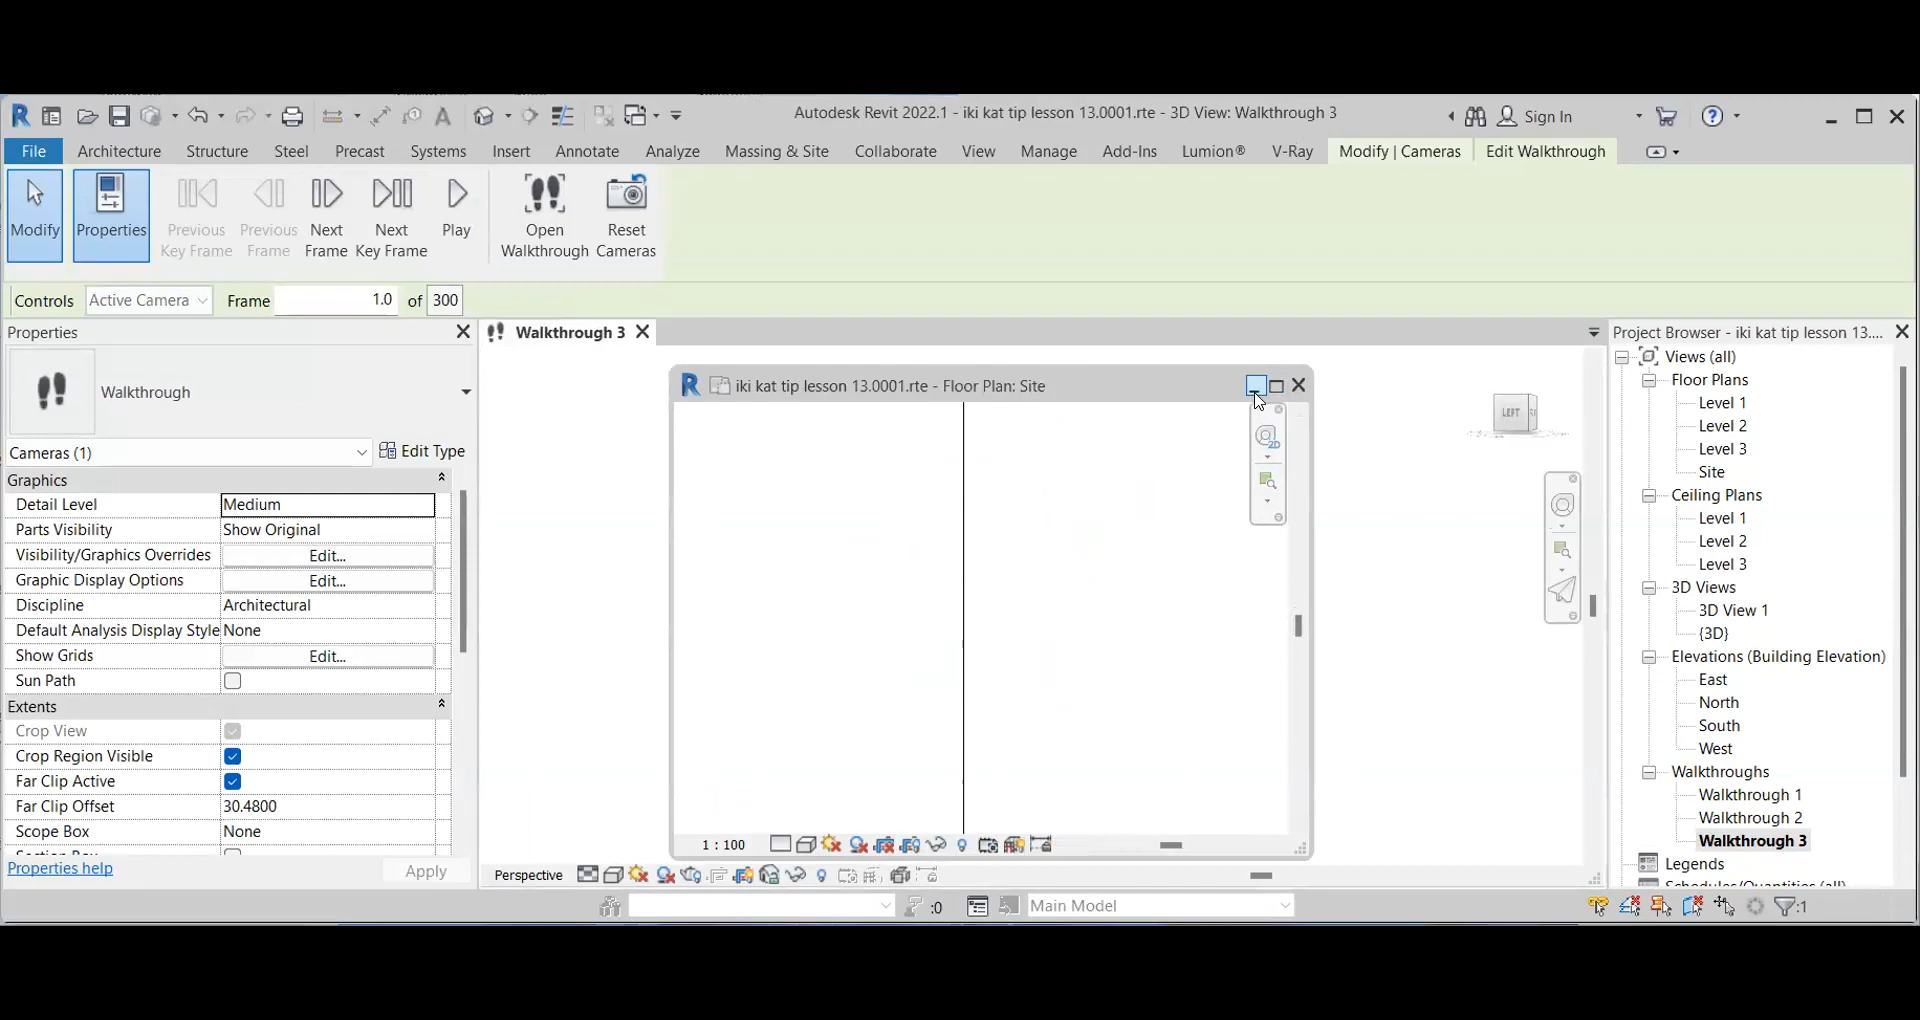 Autodesk Revit 2022.1 - iki kat tip lesson 13.0001.rte - 3D View: Walkthrough 3
Sign In
File Architecture Structure Steel Precast Systems Insert Annotate Analyze Massing & Site Collaborate View Manage Add-Ins Lumion® V-Ray Modify | Cameras Edit Walkthrough
Modify
Properties
Previous
Key Frame
Previous
Frame
Next
Frame
Next
Key Frame
Play
Open
Walkthrough
Reset
Cameras
Controls Active Camera Frame 1.0 of 300
Properties
Walkthrough
Cameras (1) Edit Type
Graphics
Detail Level Medium
Parts Visibility Show Original
Visibility/Graphics Overrides Edit...
Graphic Display Options Edit...
Discipline Architectural
Default Analysis Display Style None
Show Grids Edit...
Sun Path
Extents
Crop View
Crop Region Visible
Far Clip Active
Far Clip Offset 30.4800
Scope Box None
Properties help Apply
Walkthrough 3
iki kat tip lesson 13.0001.rte - Floor Plan: Site
2D
1 : 100
LEFT
Perspective
Project Browser - iki kat tip lesson 13....
Views (all)
Floor Plans
Level 1
Level 2
Level 3
Site
Ceiling Plans
Level 1
Level 2
Level 3
3D Views
3D View 1
{3D}
Elevations (Building Elevation)
East
North
South
West
Walkthroughs
Walkthrough 1
Walkthrough 2
Walkthrough 3
Legends
Schedules/Quantities (all)
:0 Main Model :1